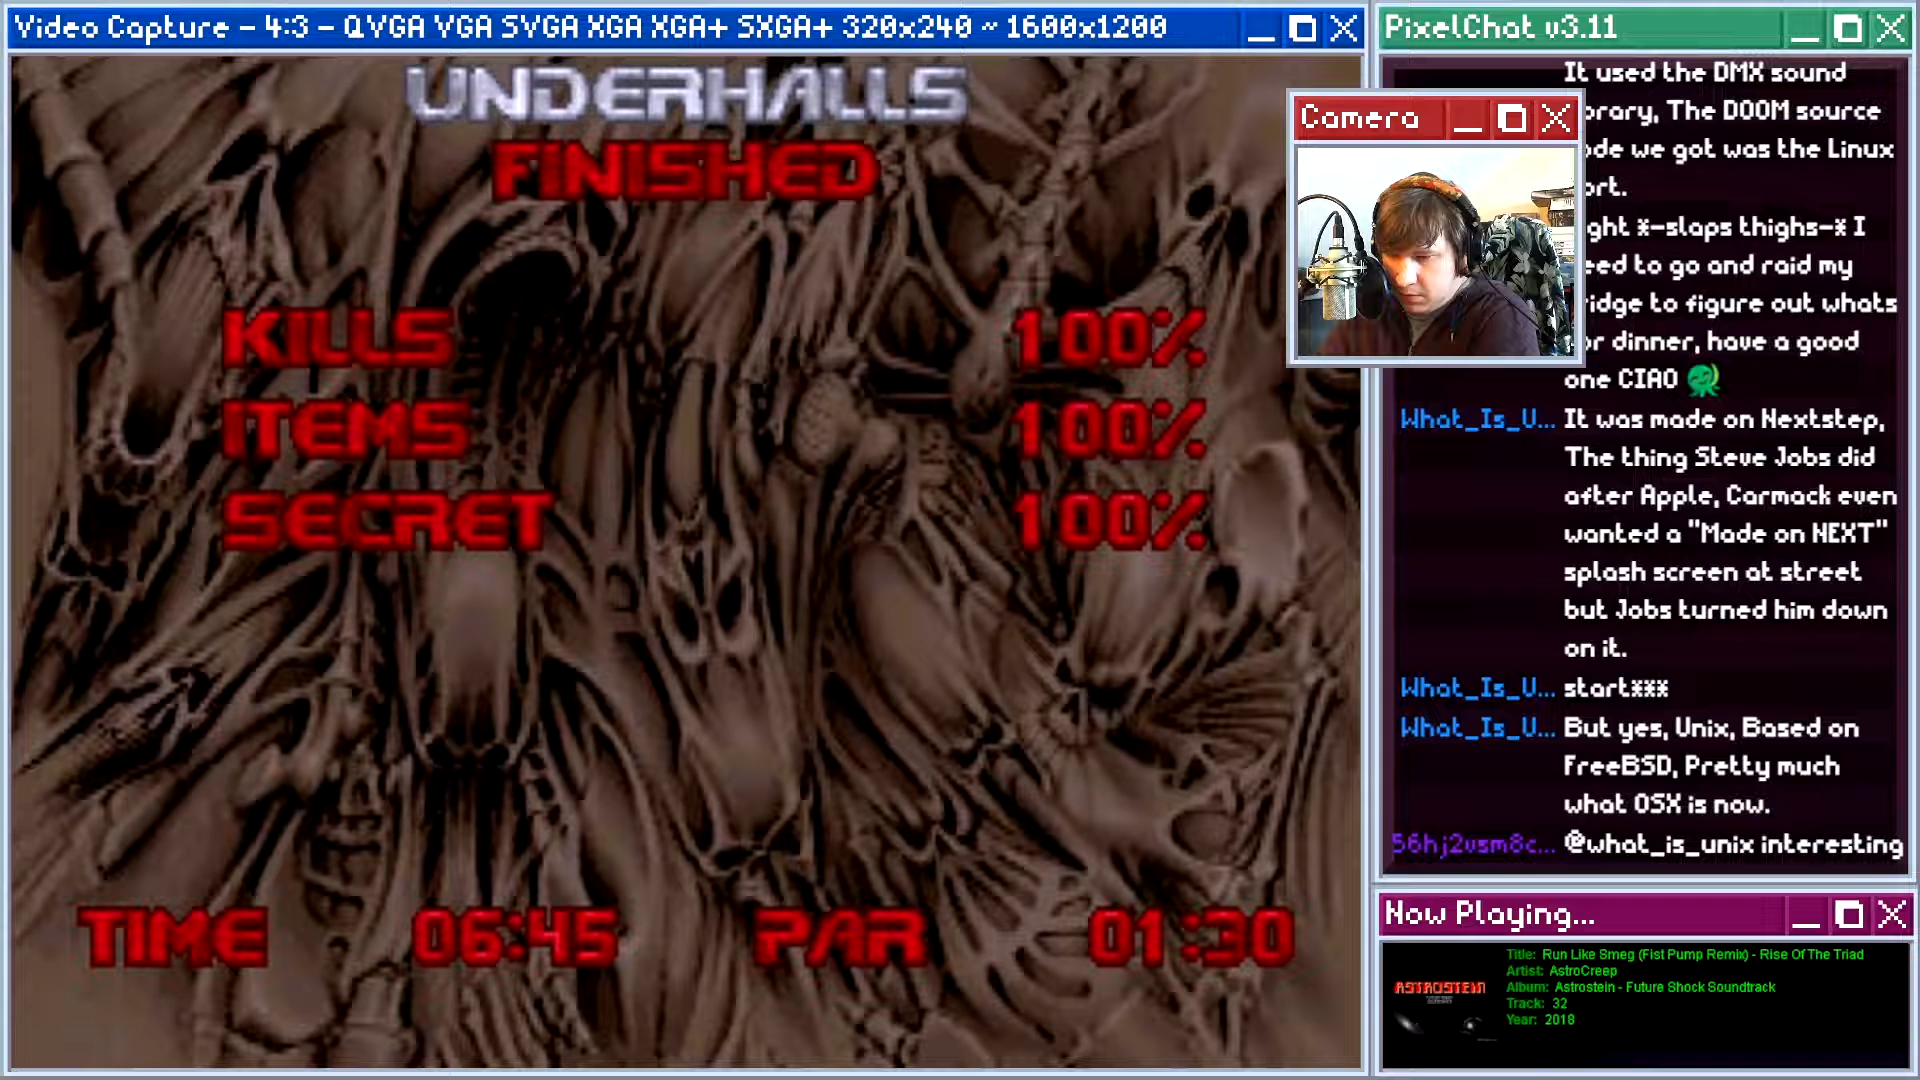 Video Capture - 4:3 - QVGA VGA SVGA XGA XGA+ SXGA+ 320x240 ~ 1600x1200
UNDERHALLS
FINISHED
KILLS 100%
ITEMS 100%
SECRET 100%
TIME 06:45 PAR 01:30
Camera
PixelChat v3.11
It used the DMX sound
brary, The DOOM source
de we got was the Linux
ort.
ght *-slaps thighs-* I
eed to go and raid my
ridge to figure out whats
or dinner, have a good
one CIAO
What_Is_U... It was made on Nextstep,
The thing Steve Jobs did
after Apple, Carmack even
wanted a "Made on NEXT"
splash screen at street
but Jobs turned him down
on it.
What_Is_U... start***
What_Is_U... But yes, Unix, Based on
FreeBSD, Pretty much
what OSX is now.
56hj2vsm8c... @what_is_unix interesting
Now Playing...
ASTROSTEIN
Title: Run Like Smeg (Fist Pump Remix) - Rise Of The Triad
Artist: AstroCreep
Album: Astrostein - Future Shock Soundtrack
Track: 32
Year: 2018